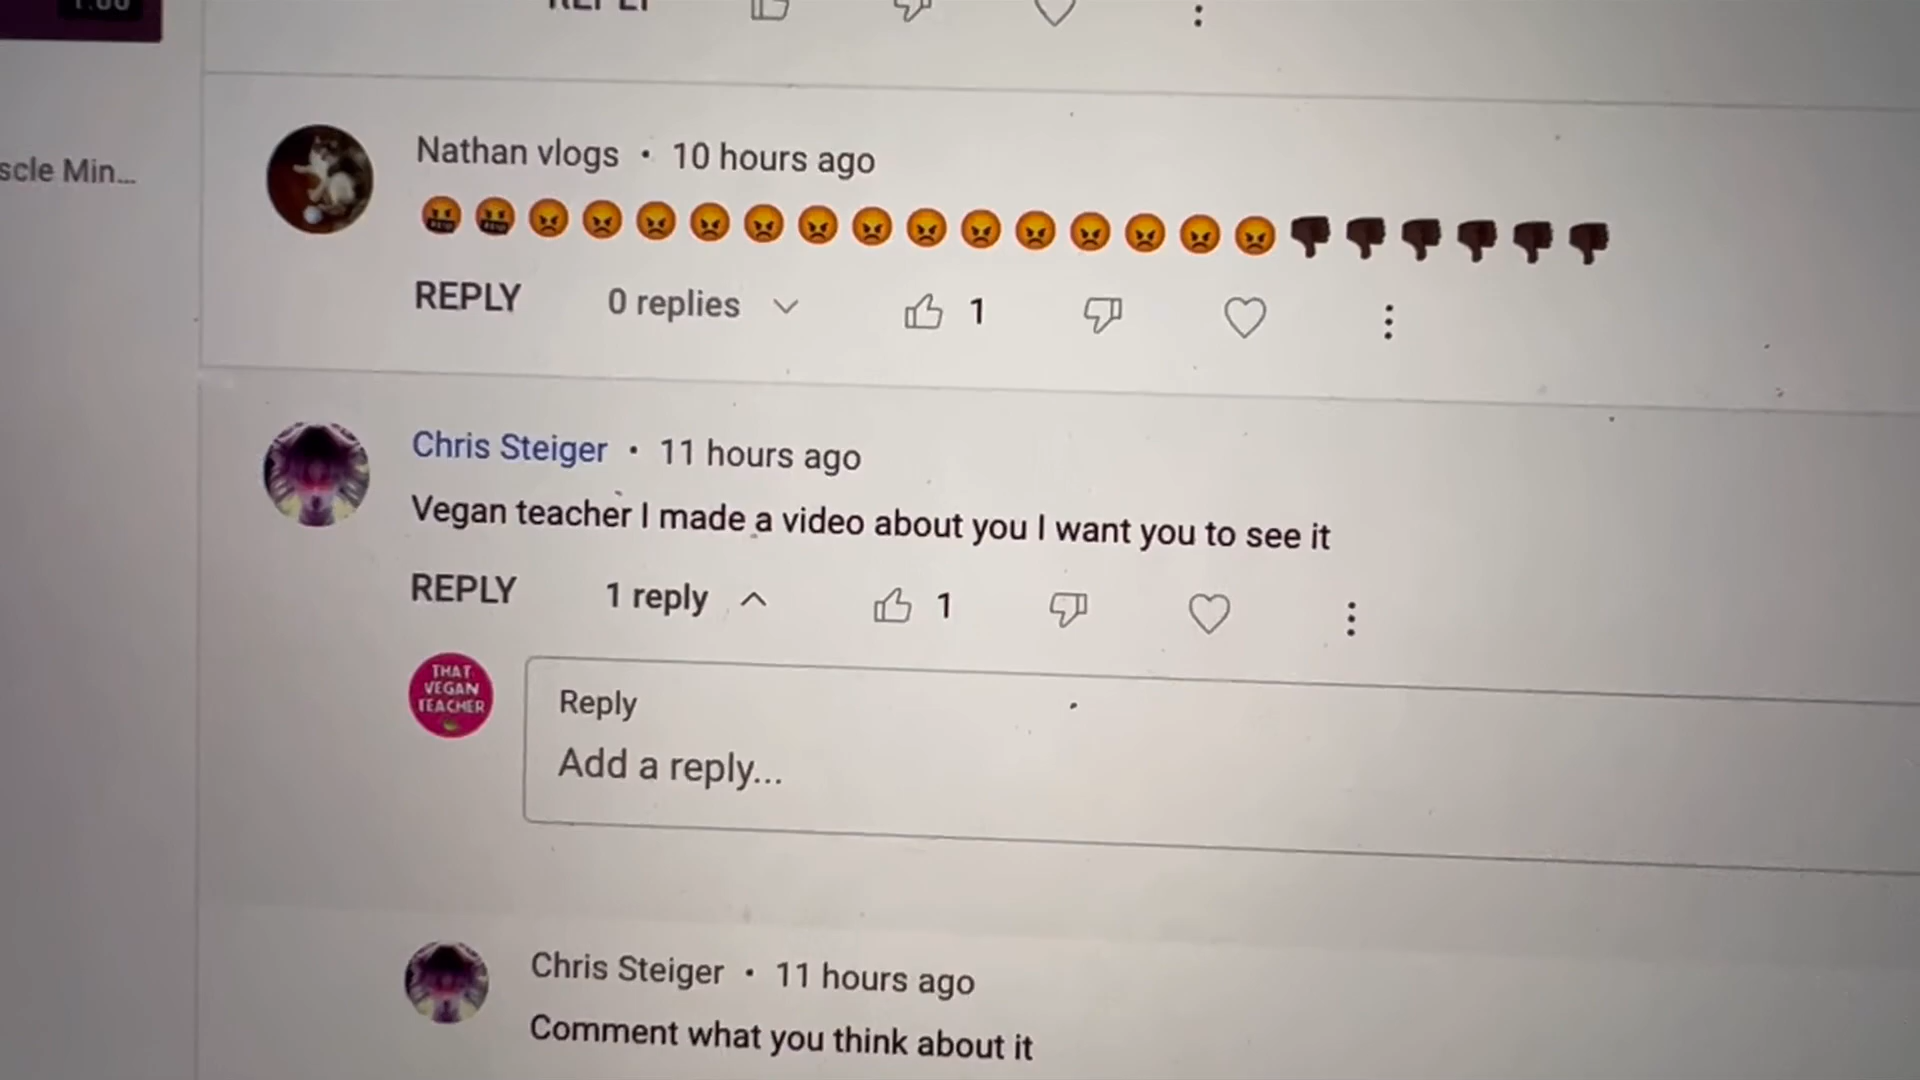 REPLY
scle Min...
Nathan vlogs • 10 hours ago
🤬🤬😡😡😡😡😡😡😡😡😡😡😡😡😡😡👎🏿👎🏿👎🏿👎🏿👎🏿👎🏿
REPLY 0 replies 1
Chris Steiger • 11 hours ago
Vegan teacher I made a video about you I want you to see it
REPLY 1 reply 1
THAT
VEGAN
TEACHER
Reply
Add a reply...
Chris Steiger • 11 hours ago
Comment what you think about it